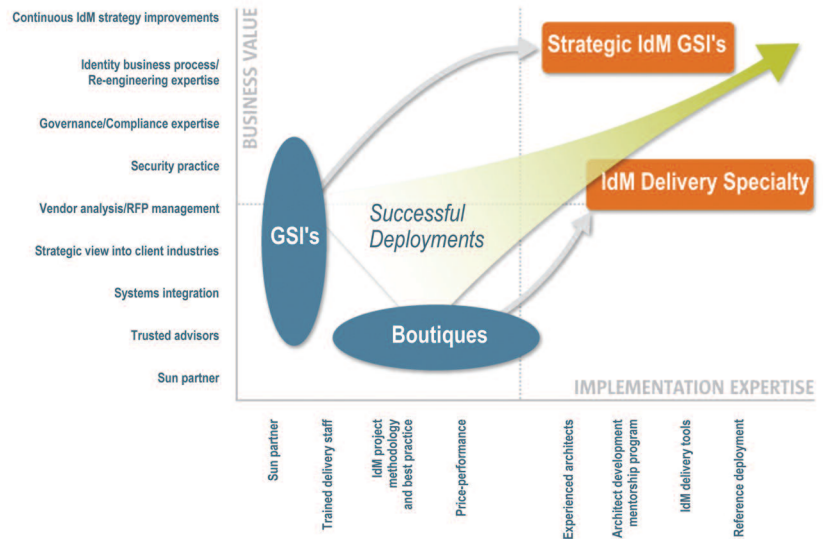 Continuous IdM strategy improvements
Identity business process/
Re-engineering expertise
Governance/Compliance expertise
Security practice
Vendor analysis/RFP management
Strategic view into client industries
Systems integration
Trusted advisors
Sun partner
BUSINESS VALUE
Strategic IdM GSI's
IdM Delivery Specialty
GSI's
Successful
Deployments
Boutiques
IMPLEMENTATION EXPERTISE
Sun partner
Trained delivery staff
IdM project
methodology
and best practice
Price-performance
Experienced architects
Architect development
mentorship program
IdM delivery tools
Reference deployment